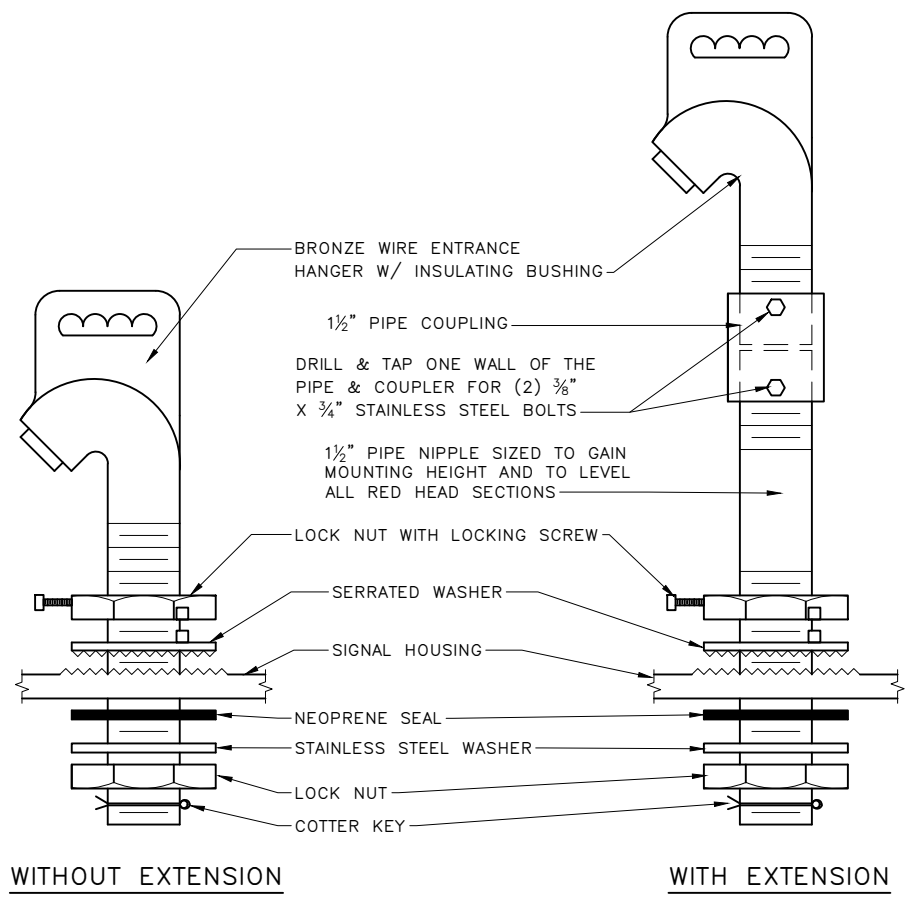 BRONZE WIRE ENTRANCE
HANGER W/ INSULATING BUSHING
1½" PIPE COUPLING
DRILL & TAP ONE WALL OF THE
PIPE & COUPLER FOR (2) ⅜"
X ¾" STAINLESS STEEL BOLTS
1½" PIPE NIPPLE SIZED TO GAIN
MOUNTING HEIGHT AND TO LEVEL
ALL RED HEAD SECTIONS
LOCK NUT WITH LOCKING SCREW
SERRATED WASHER
SIGNAL HOUSING
NEOPRENE SEAL
STAINLESS STEEL WASHER
LOCK NUT
COTTER KEY
WITHOUT EXTENSION
WITH EXTENSION